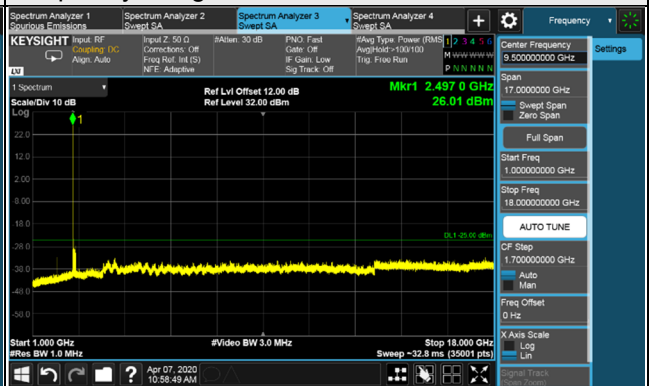 Spectrum Analyzer 1
Spurious Emissions
Spectrum Analyzer 2
Swept SA
Spectrum Analyzer 3
Swept SA
Spectrum Analyzer 4
Swept SA
Frequency
KEYSIGHT
Input: RF
Coupling: DC
Align: Auto
Input Z: 50 Ω
Corrections: Off
Freq Ref: Int (S)
NFE: Adaptive
#Atten: 30 dB
PNO: Fast
Gate: Off
IF Gain: Low
Sig Track: Off
#Avg Type: Power (RMS
Avg|Hold:>100/100
Trig: Free Run
1 2 3 4 5 6
M W W W W W
P N N N N N
LXI
1 Spectrum
Scale/Div 10 dB
Log
Ref Lvl Offset 12.00 dB
Ref Level 32.00 dBm
Mkr1 2.497 0 GHz
26.01 dBm
1
22.0
12.0
2.00
-8.00
-18.0
-28.0
-38.0
-48.0
-58.0
DL1 -25.00 dBm
Start 1.000 GHz
#Res BW 1.0 MHz
#Video BW 3.0 MHz
Stop 18.000 GHz
Sweep ~32.8 ms (35001 pts)
Center Frequency
9.500000000 GHz
Settings
Span
17.0000000 GHz
Swept Span
Zero Span
Full Span
Start Freq
1.000000000 GHz
Stop Freq
18.000000000 GHz
AUTO TUNE
CF Step
1.700000000 GHz
Auto
Man
Freq Offset
0 Hz
X Axis Scale
Log
Lin
Signal Track
(Span Zoom)
?
Apr 07, 2020
10:58:49 AM